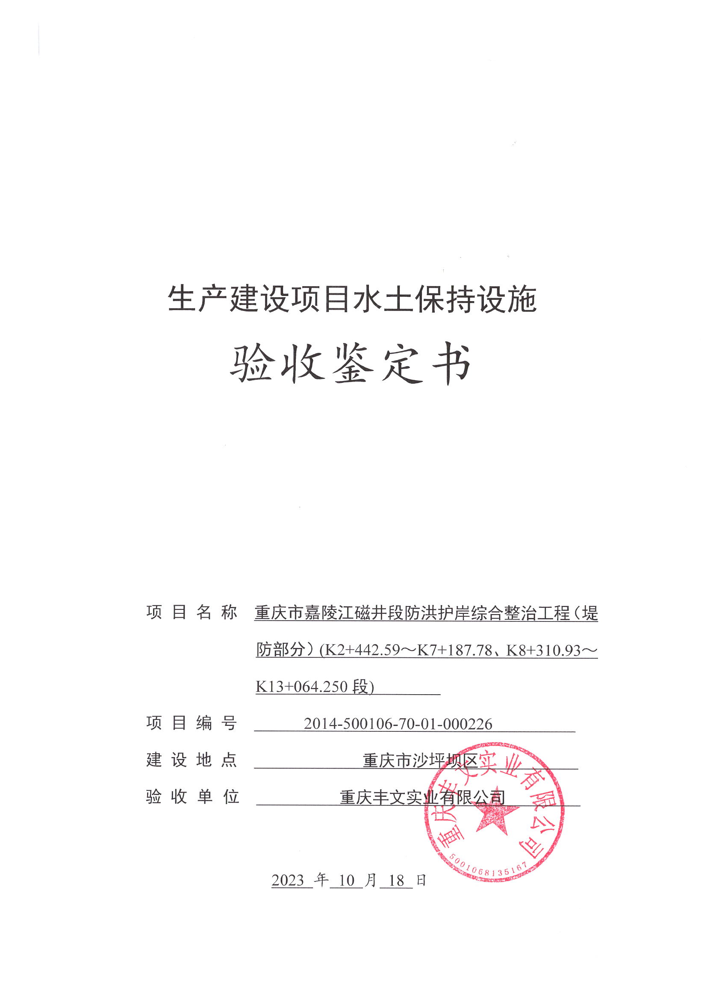 生产建设项目水土保持设施
验收鉴定书
项目名称 重庆市嘉陵江磁井段防洪护岸综合整治工程（堤
防部分）(K2+442.59～K7+187.78、K8+310.93～
K13+064.250 段)
项目编号 2014-500106-70-01-000226
建设地点 重庆市沙坪坝区
验收单位 重庆丰文实业有限公司
重庆丰文实业有限公司
5001068135167
2023 年 10 月 18 日